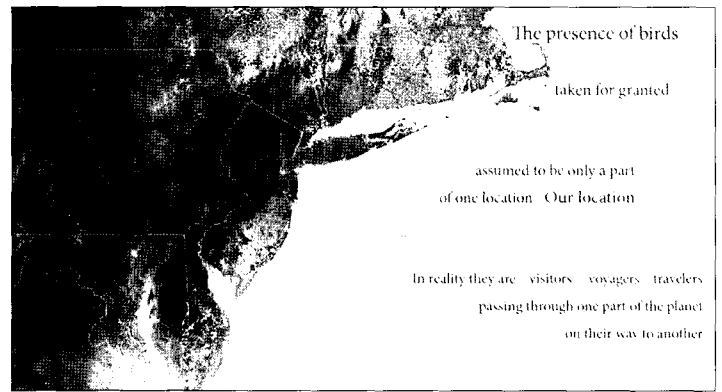 The presence of birds
taken for granted
assumed to be only a part
of one location Our location
In reality they are visitors voyagers travelers
passing through one part of the planet
on their way to another